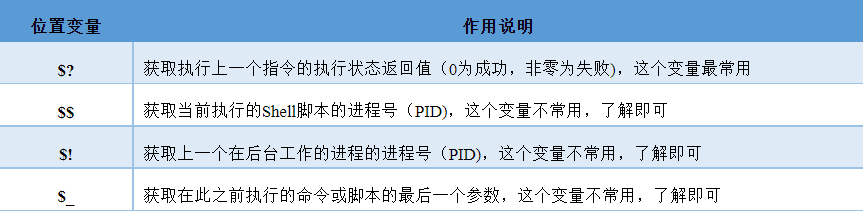 位置变量 作用说明
$? 获取执行上一个指令的执行状态返回值（0为成功，非零为失败），这个变量最常用
$$ 获取当前执行的Shell脚本的进程号（PID)，这个变量不常用，了解即可
$! 获取上一个在后台工作的进程的进程号（PID)，这个变量不常用，了解即可
$_ 获取在此之前执行的命令或脚本的最后一个参数，这个变量不常用，了解即可